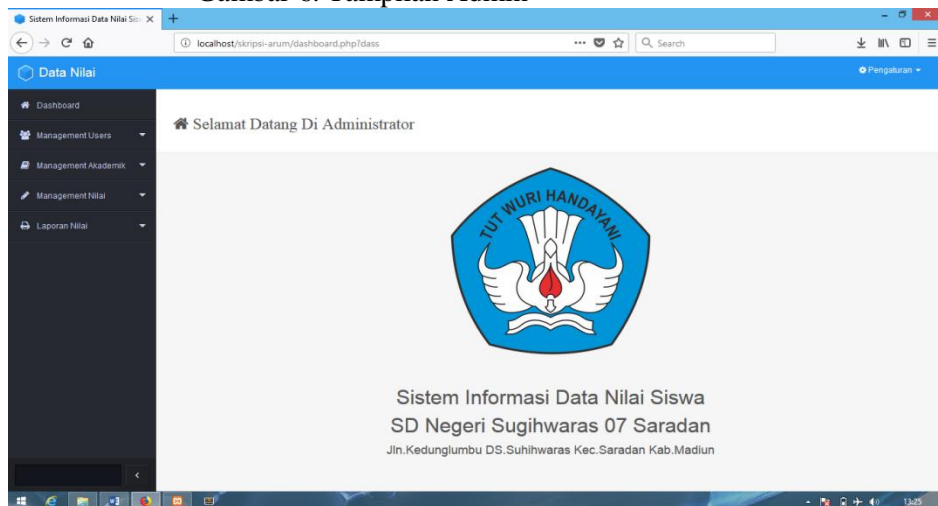 Sistem Informasi Data Nilai Sis
localhost/skripsi-arum/dashboard.php?dass
Search
Data Nilai
Pengaturan
Dashboard
Management Users
Management Akademik
Management Nilai
Laporan Nilai
Selamat Datang Di Administrator
TUT WURI HANDAYANI
Sistem Informasi Data Nilai Siswa
SD Negeri Sugihwaras 07 Saradan
Jln.Kedunglumbu DS.Suhihwaras Kec.Saradan Kab.Madiun
13:25